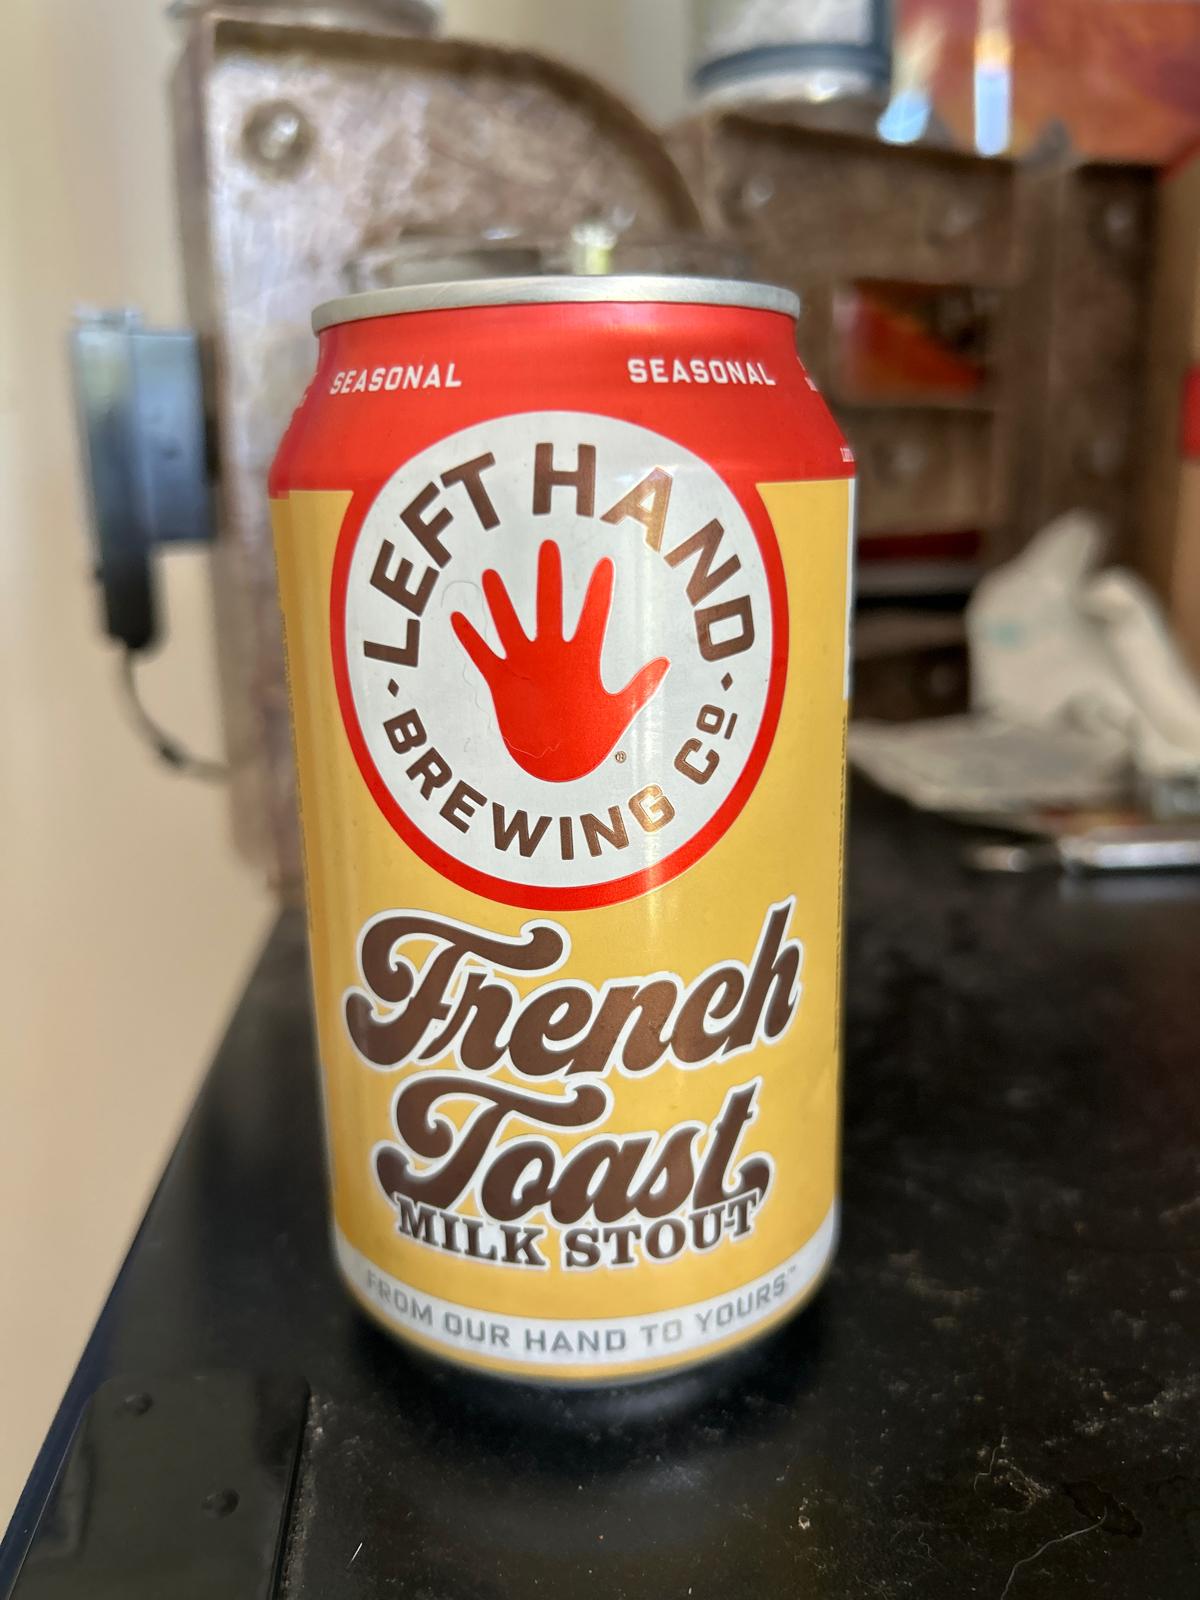 SEASONAL SEASONAL
LEFT HAND
· BREWING Cº ·
®
French
Toast
MILK STOUT
FROM OUR HAND TO YOURS™